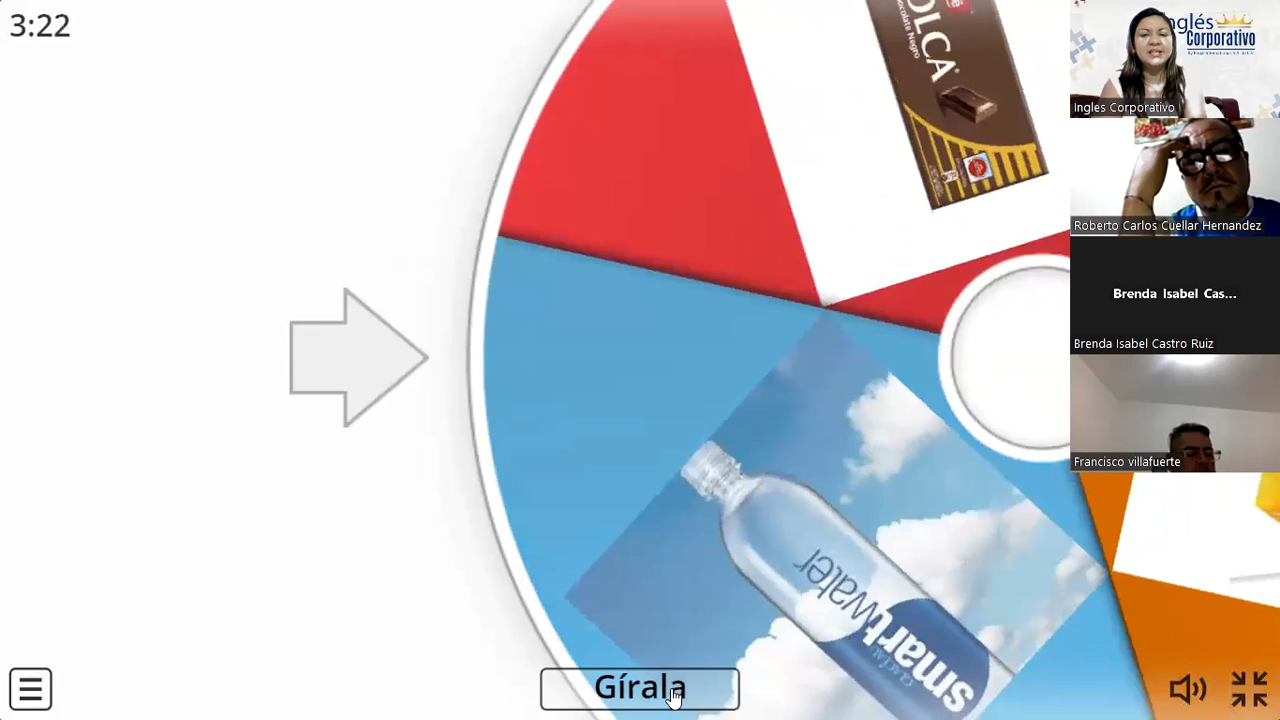 3:22
OLCA
Chocolate Negro
smartwater
GLACÉAU
Gírala
Inglés
Corporativo
Ingles Corporativo
Roberto Carlos Cuellar Hernandez
Brenda Isabel Cas...
Brenda Isabel Castro Ruiz
Francisco villafuerte